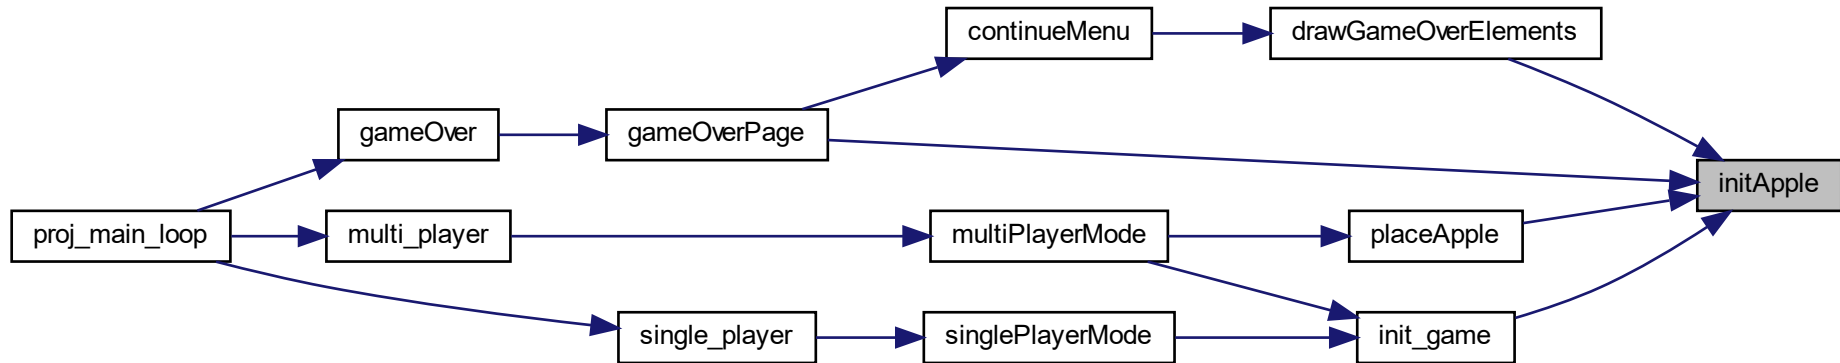 continueMenu
drawGameOverElements
gameOver
gameOverPage
initApple
proj_main_loop
multi_player
multiPlayerMode
placeApple
single_player
singlePlayerMode
init_game